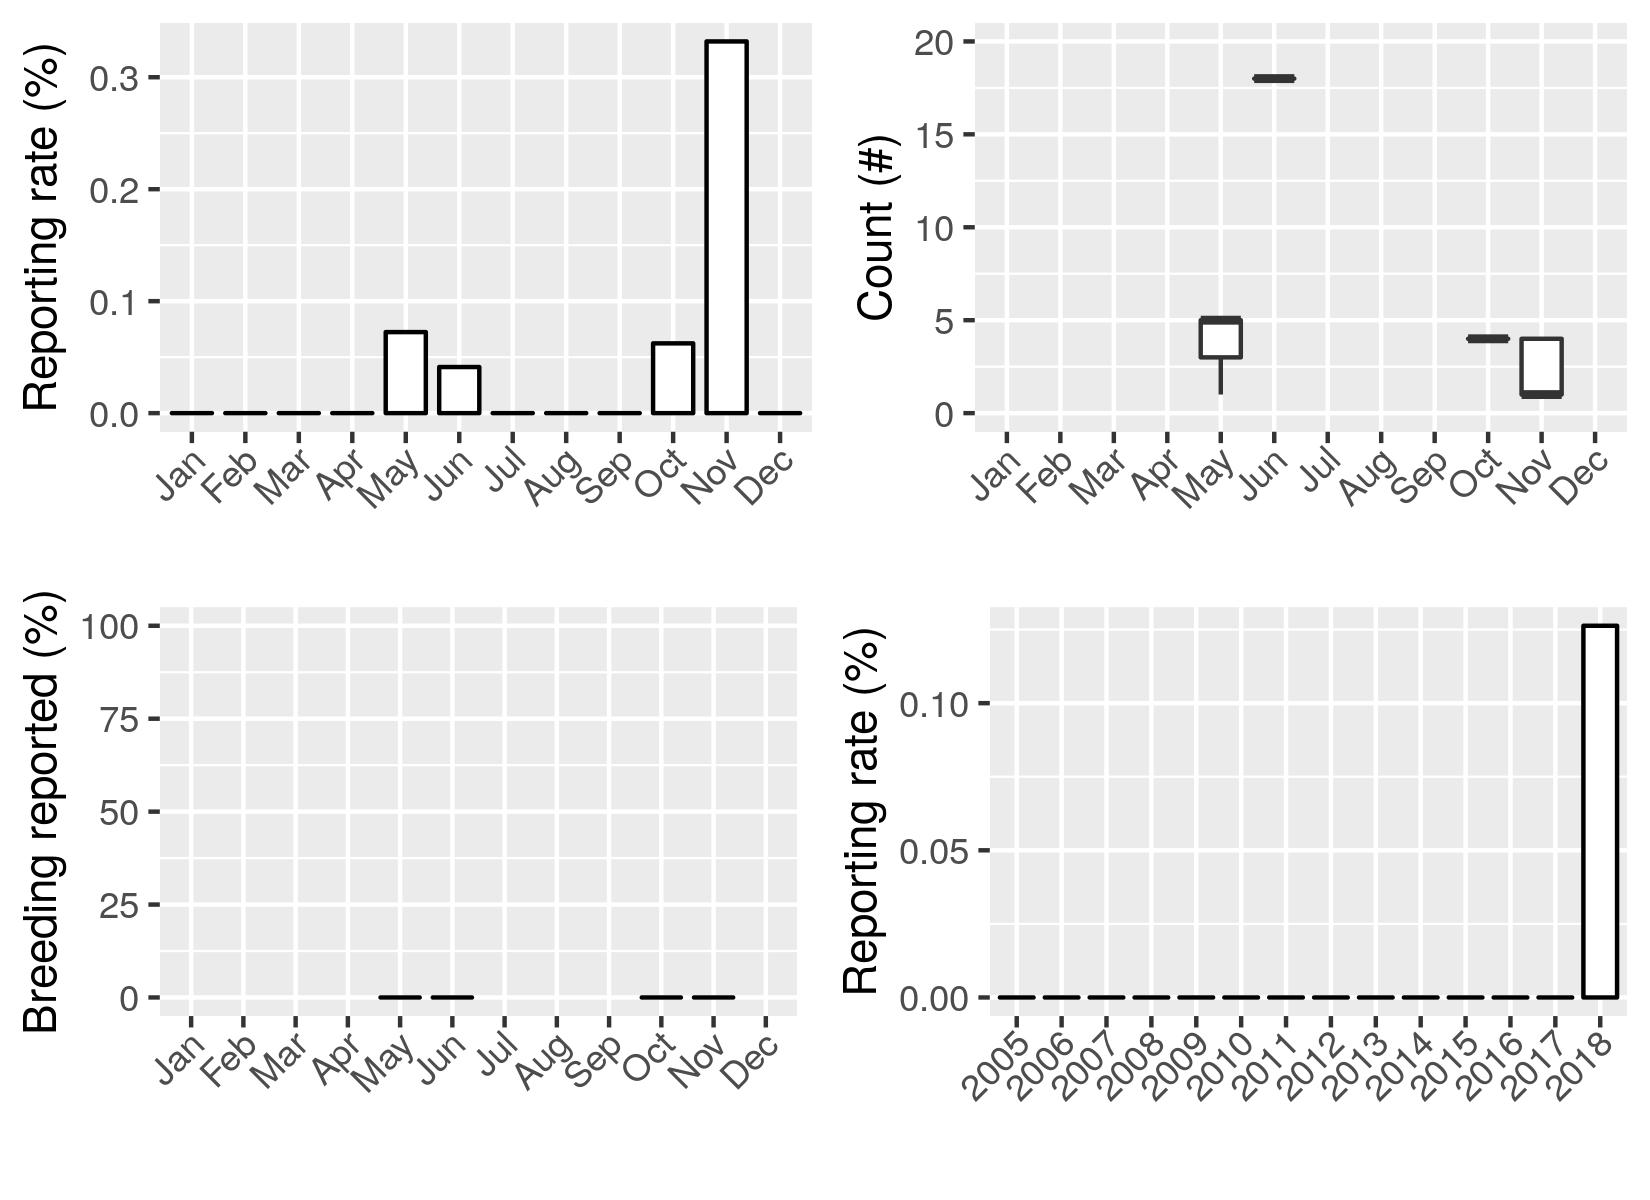 Reporting rate (%)
0.3
0.2
0.1
0.0
Jan Feb Mar Apr May Jun Jul Aug Sep Oct Nov Dec
Count (#)
20
15
10
5
0
Jan Feb Mar Apr May Jun Jul Aug Sep Oct Nov Dec
Breeding reported (%)
100
75
50
25
0
Jan Feb Mar Apr May Jun Jul Aug Sep Oct Nov Dec
Reporting rate (%)
0.10
0.05
0.00
2005 2006 2007 2008 2009 2010 2011 2012 2013 2014 2015 2016 2017 2018